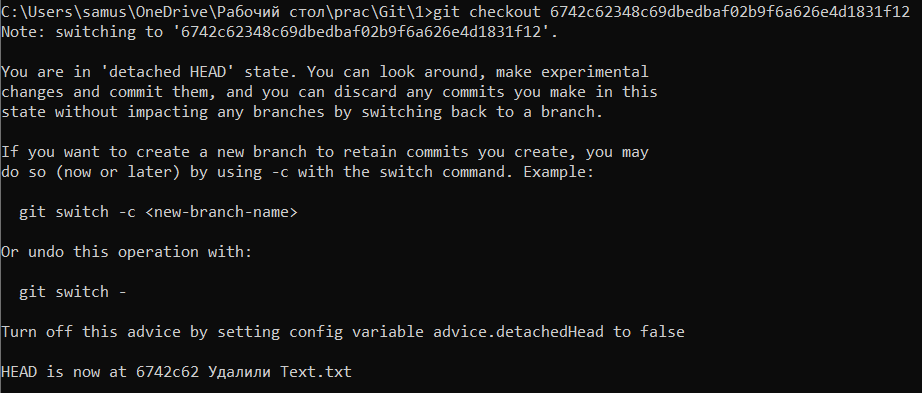 C:\Users\samus\OneDrive\Рабочий стол\prac\Git\1>git checkout 6742c62348c69dbedbaf02b9f6a626e4d1831f12
Note: switching to '6742c62348c69dbedbaf02b9f6a626e4d1831f12'.
You are in 'detached HEAD' state. You can look around, make experimental
changes and commit them, and you can discard any commits you make in this
state without impacting any branches by switching back to a branch.
If you want to create a new branch to retain commits you create, you may
do so (now or later) by using -c with the switch command. Example:
git switch -c <new-branch-name>
Or undo this operation with:
git switch -
Turn off this advice by setting config variable advice.detachedHead to false
HEAD is now at 6742c62 Удалили Text.txt